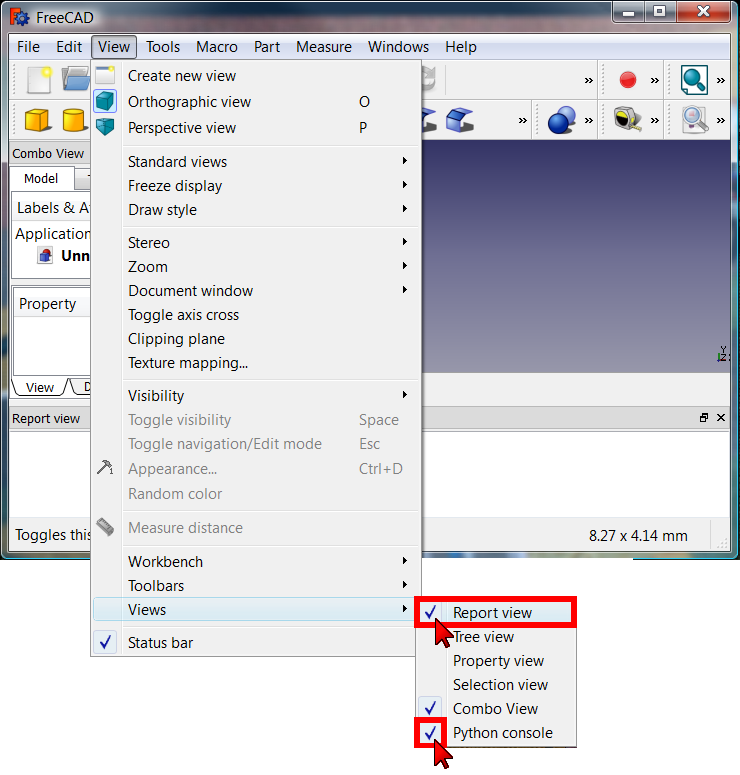 FreeCAD
File Edit View Tools Macro Part Measure Windows Help
Create new view
Orthographic view O
Perspective view P
Standard views
Freeze display
Draw style
Stereo
Zoom
Document window
Toggle axis cross
Clipping plane
Texture mapping...
Visibility
Toggle visibility Space
Toggle navigation/Edit mode Esc
Appearance... Ctrl+D
Random color
Measure distance
Workbench
Toolbars
Views
Status bar
Combo View
Model
Labels & A
Application
Unn
Property
View D
Report view
Toggles this
Y
Z
8.27 x 4.14 mm
Report view
Tree view
Property view
Selection view
Combo View
Python console